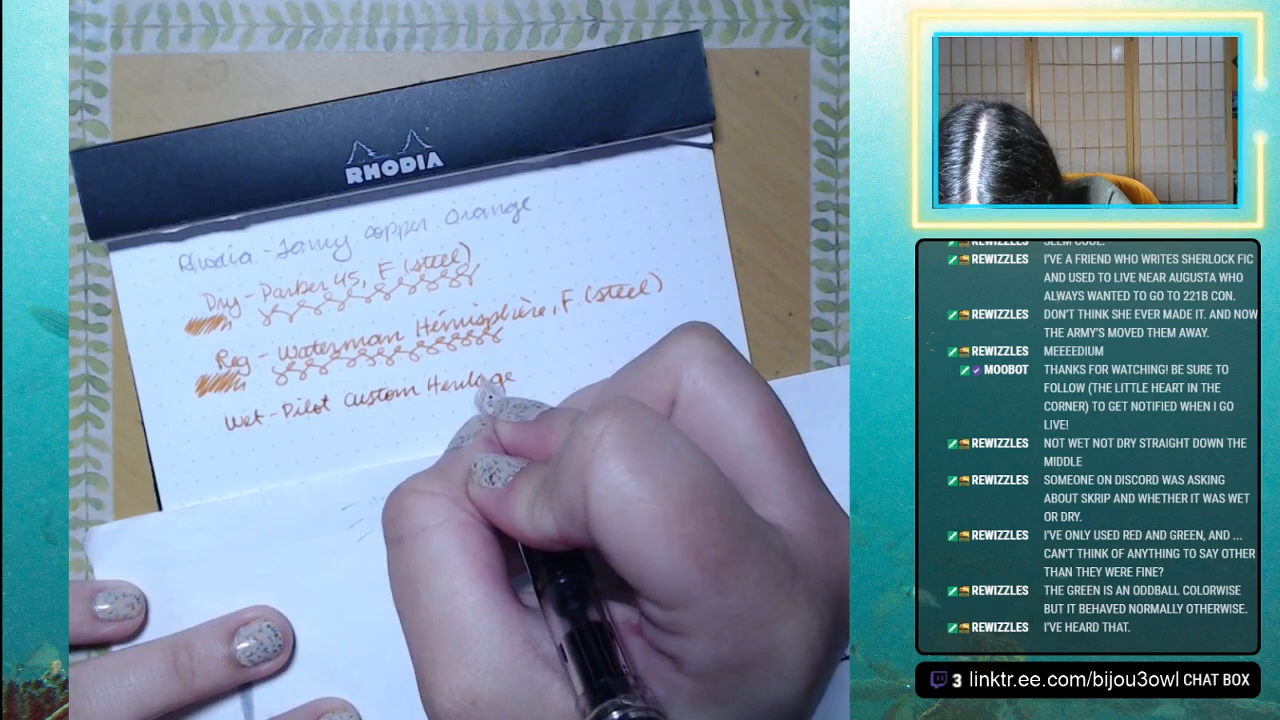 RHODIA
Rhodia - Lamy Copper Orange
Dry - Parker 45, F (steel)
Reg - Waterman Hémisphère, F (steel)
Wet - Pilot Custom Heritage
SEEM COOL.
REWIZZLES I'VE A FRIEND WHO WRITES SHERLOCK FIC
AND USED TO LIVE NEAR AUGUSTA WHO
ALWAYS WANTED TO GO TO 221B CON.
REWIZZLES DON'T THINK SHE EVER MADE IT. AND NOW
THE ARMY'S MOVED THEM AWAY.
REWIZZLES MEEEEDIUM
MOOBOT THANKS FOR WATCHING! BE SURE TO
FOLLOW (THE LITTLE HEART IN THE
CORNER) TO GET NOTIFIED WHEN I GO
LIVE!
REWIZZLES NOT WET NOT DRY STRAIGHT DOWN THE
MIDDLE
REWIZZLES SOMEONE ON DISCORD WAS ASKING
ABOUT SKRIP AND WHETHER IT WAS WET
OR DRY.
REWIZZLES I'VE ONLY USED RED AND GREEN, AND ...
CAN'T THINK OF ANYTHING TO SAY OTHER
THAN THEY WERE FINE?
REWIZZLES THE GREEN IS AN ODDBALL COLORWISE
BUT IT BEHAVED NORMALLY OTHERWISE.
REWIZZLES I'VE HEARD THAT.
3 linktr.ee.com/bijou3owl CHAT BOX